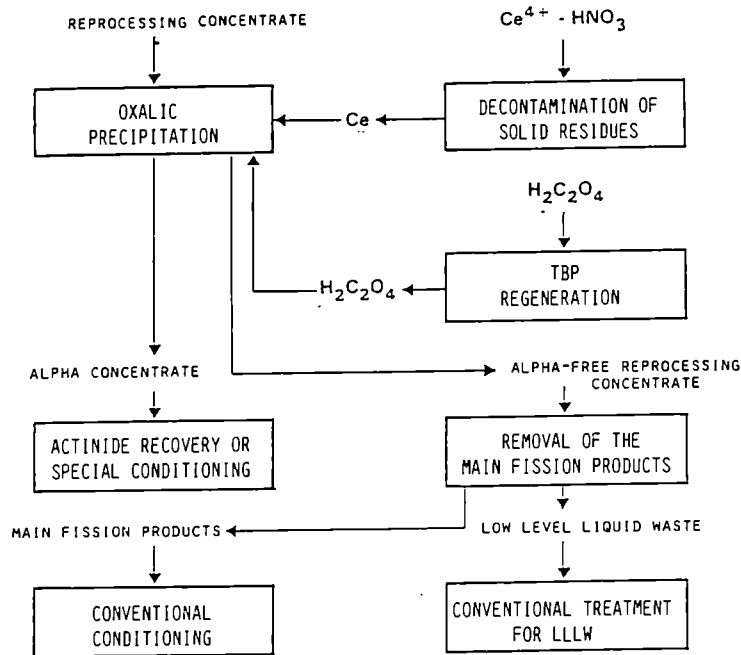 REPROCESSING CONCENTRATE
Ce⁴⁺ - HNO₃
OXALIC
PRECIPITATION
Ce
DECONTAMINATION OF
SOLID RESIDUES
H₂C₂O₄
TBP
REGENERATION
H₂C₂O₄
ALPHA CONCENTRATE
ALPHA-FREE REPROCESSING
CONCENTRATE
ACTINIDE RECOVERY OR
SPECIAL CONDITIONING
REMOVAL OF THE
MAIN FISSION PRODUCTS
MAIN FISSION PRODUCTS
LOW LEVEL LIQUID WASTE
CONVENTIONAL
CONDITIONING
CONVENTIONAL TREATMENT
FOR LLLW